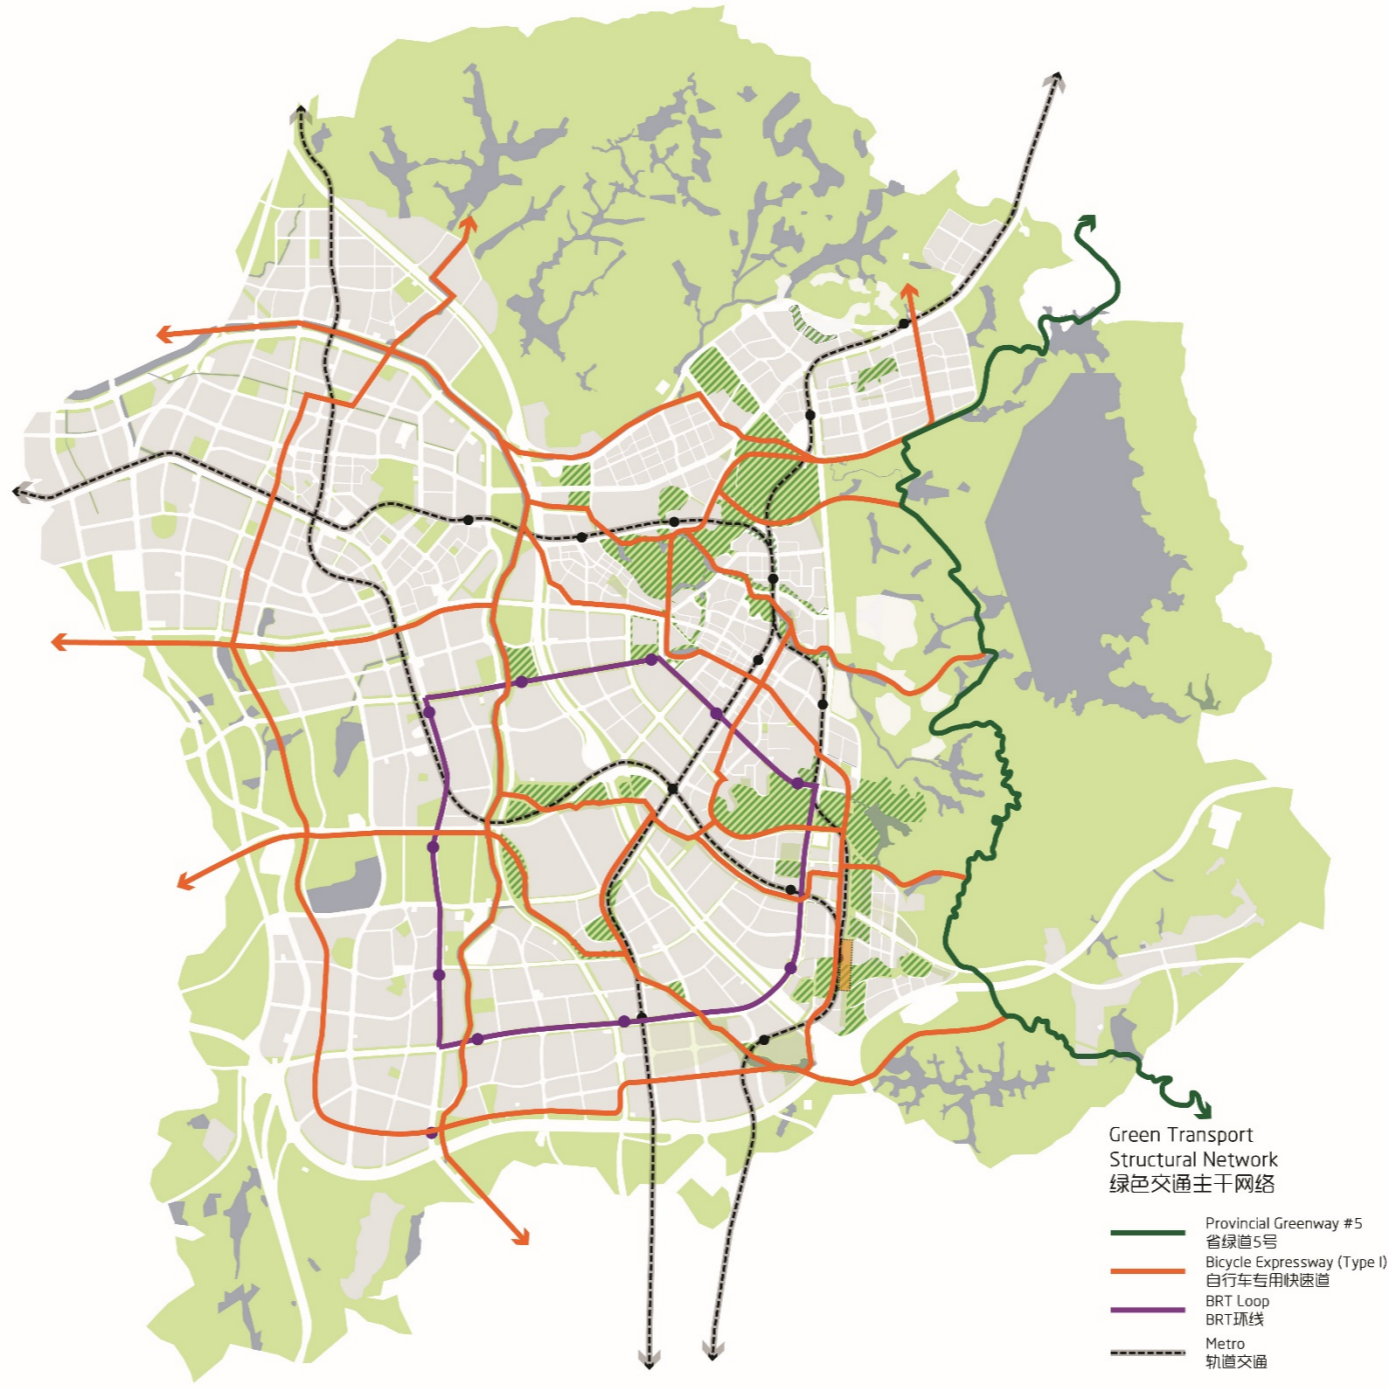 Green Transport
Structural Network
绿色交通主干网络
Provincial Greenway #5
省绿道5号
Bicycle Expressway (Type I)
自行车专用快速道
BRT Loop
BRT环线
Metro
轨道交通